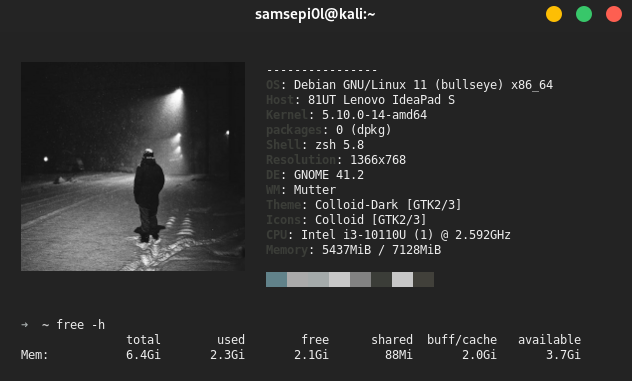 samsepi0l@kali:~
----------------
OS: Debian GNU/Linux 11 (bullseye) x86_64
Host: 81UT Lenovo IdeaPad S
Kernel: 5.10.0-14-amd64
packages: 0 (dpkg)
Shell: zsh 5.8
Resolution: 1366x768
DE: GNOME 41.2
WM: Mutter
Theme: Colloid-Dark [GTK2/3]
Icons: Colloid [GTK2/3]
CPU: Intel i3-10110U (1) @ 2.592GHz
Memory: 5437MiB / 7128MiB
→ ~ free -h
total used free shared buff/cache available
Mem: 6.4Gi 2.3Gi 2.1Gi 88Mi 2.0Gi 3.7Gi